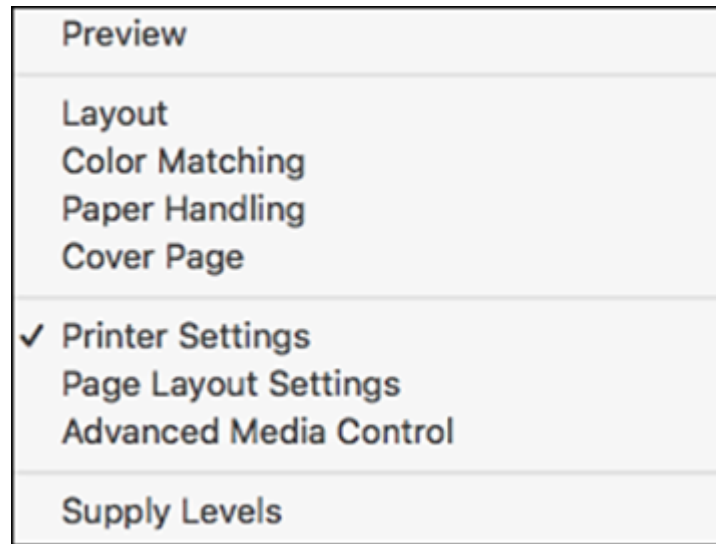 Preview
Layout
Color Matching
Paper Handling
Cover Page
✓ Printer Settings
Page Layout Settings
Advanced Media Control
Supply Levels